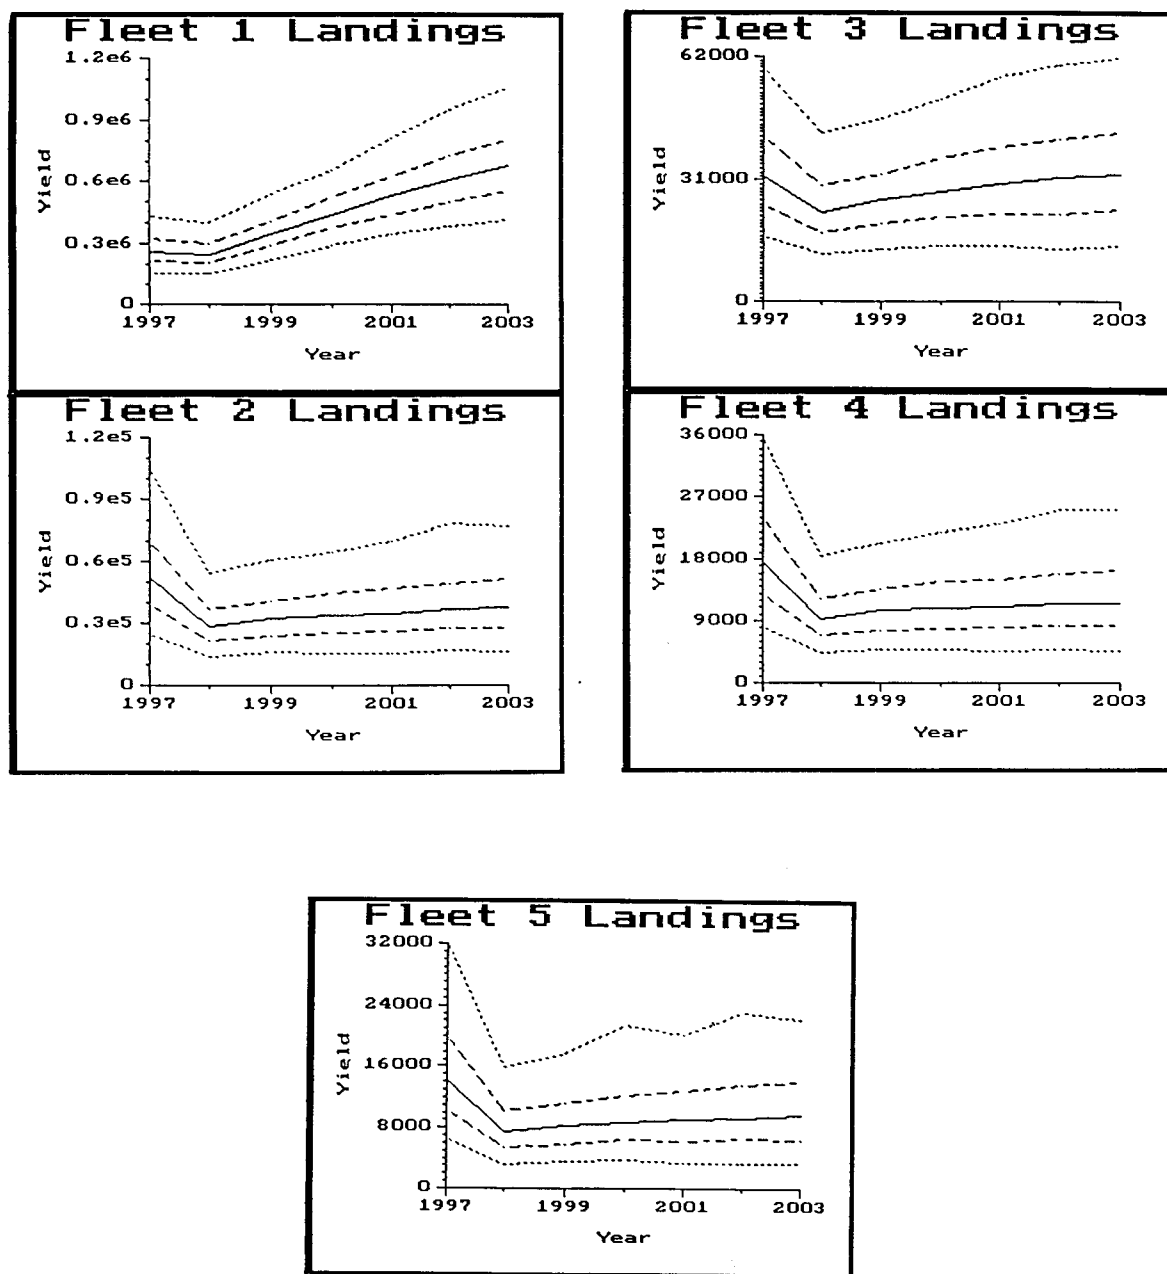 Fleet 1 Landings
1.2e6
0.9e6
0.6e6
0.3e6
0
Yield
1997 1999 2001 2003
Year
Fleet 3 Landings
62000
31000
0
Yield
1997 1999 2001 2003
Year
Fleet 2 Landings
1.2e5
0.9e5
0.6e5
0.3e5
0
Yield
1997 1999 2001 2003
Year
Fleet 4 Landings
36000
27000
18000
9000
0
Yield
1997 1999 2001 2003
Year
Fleet 5 Landings
32000
24000
16000
8000
0
Yield
1997 1999 2001 2003
Year